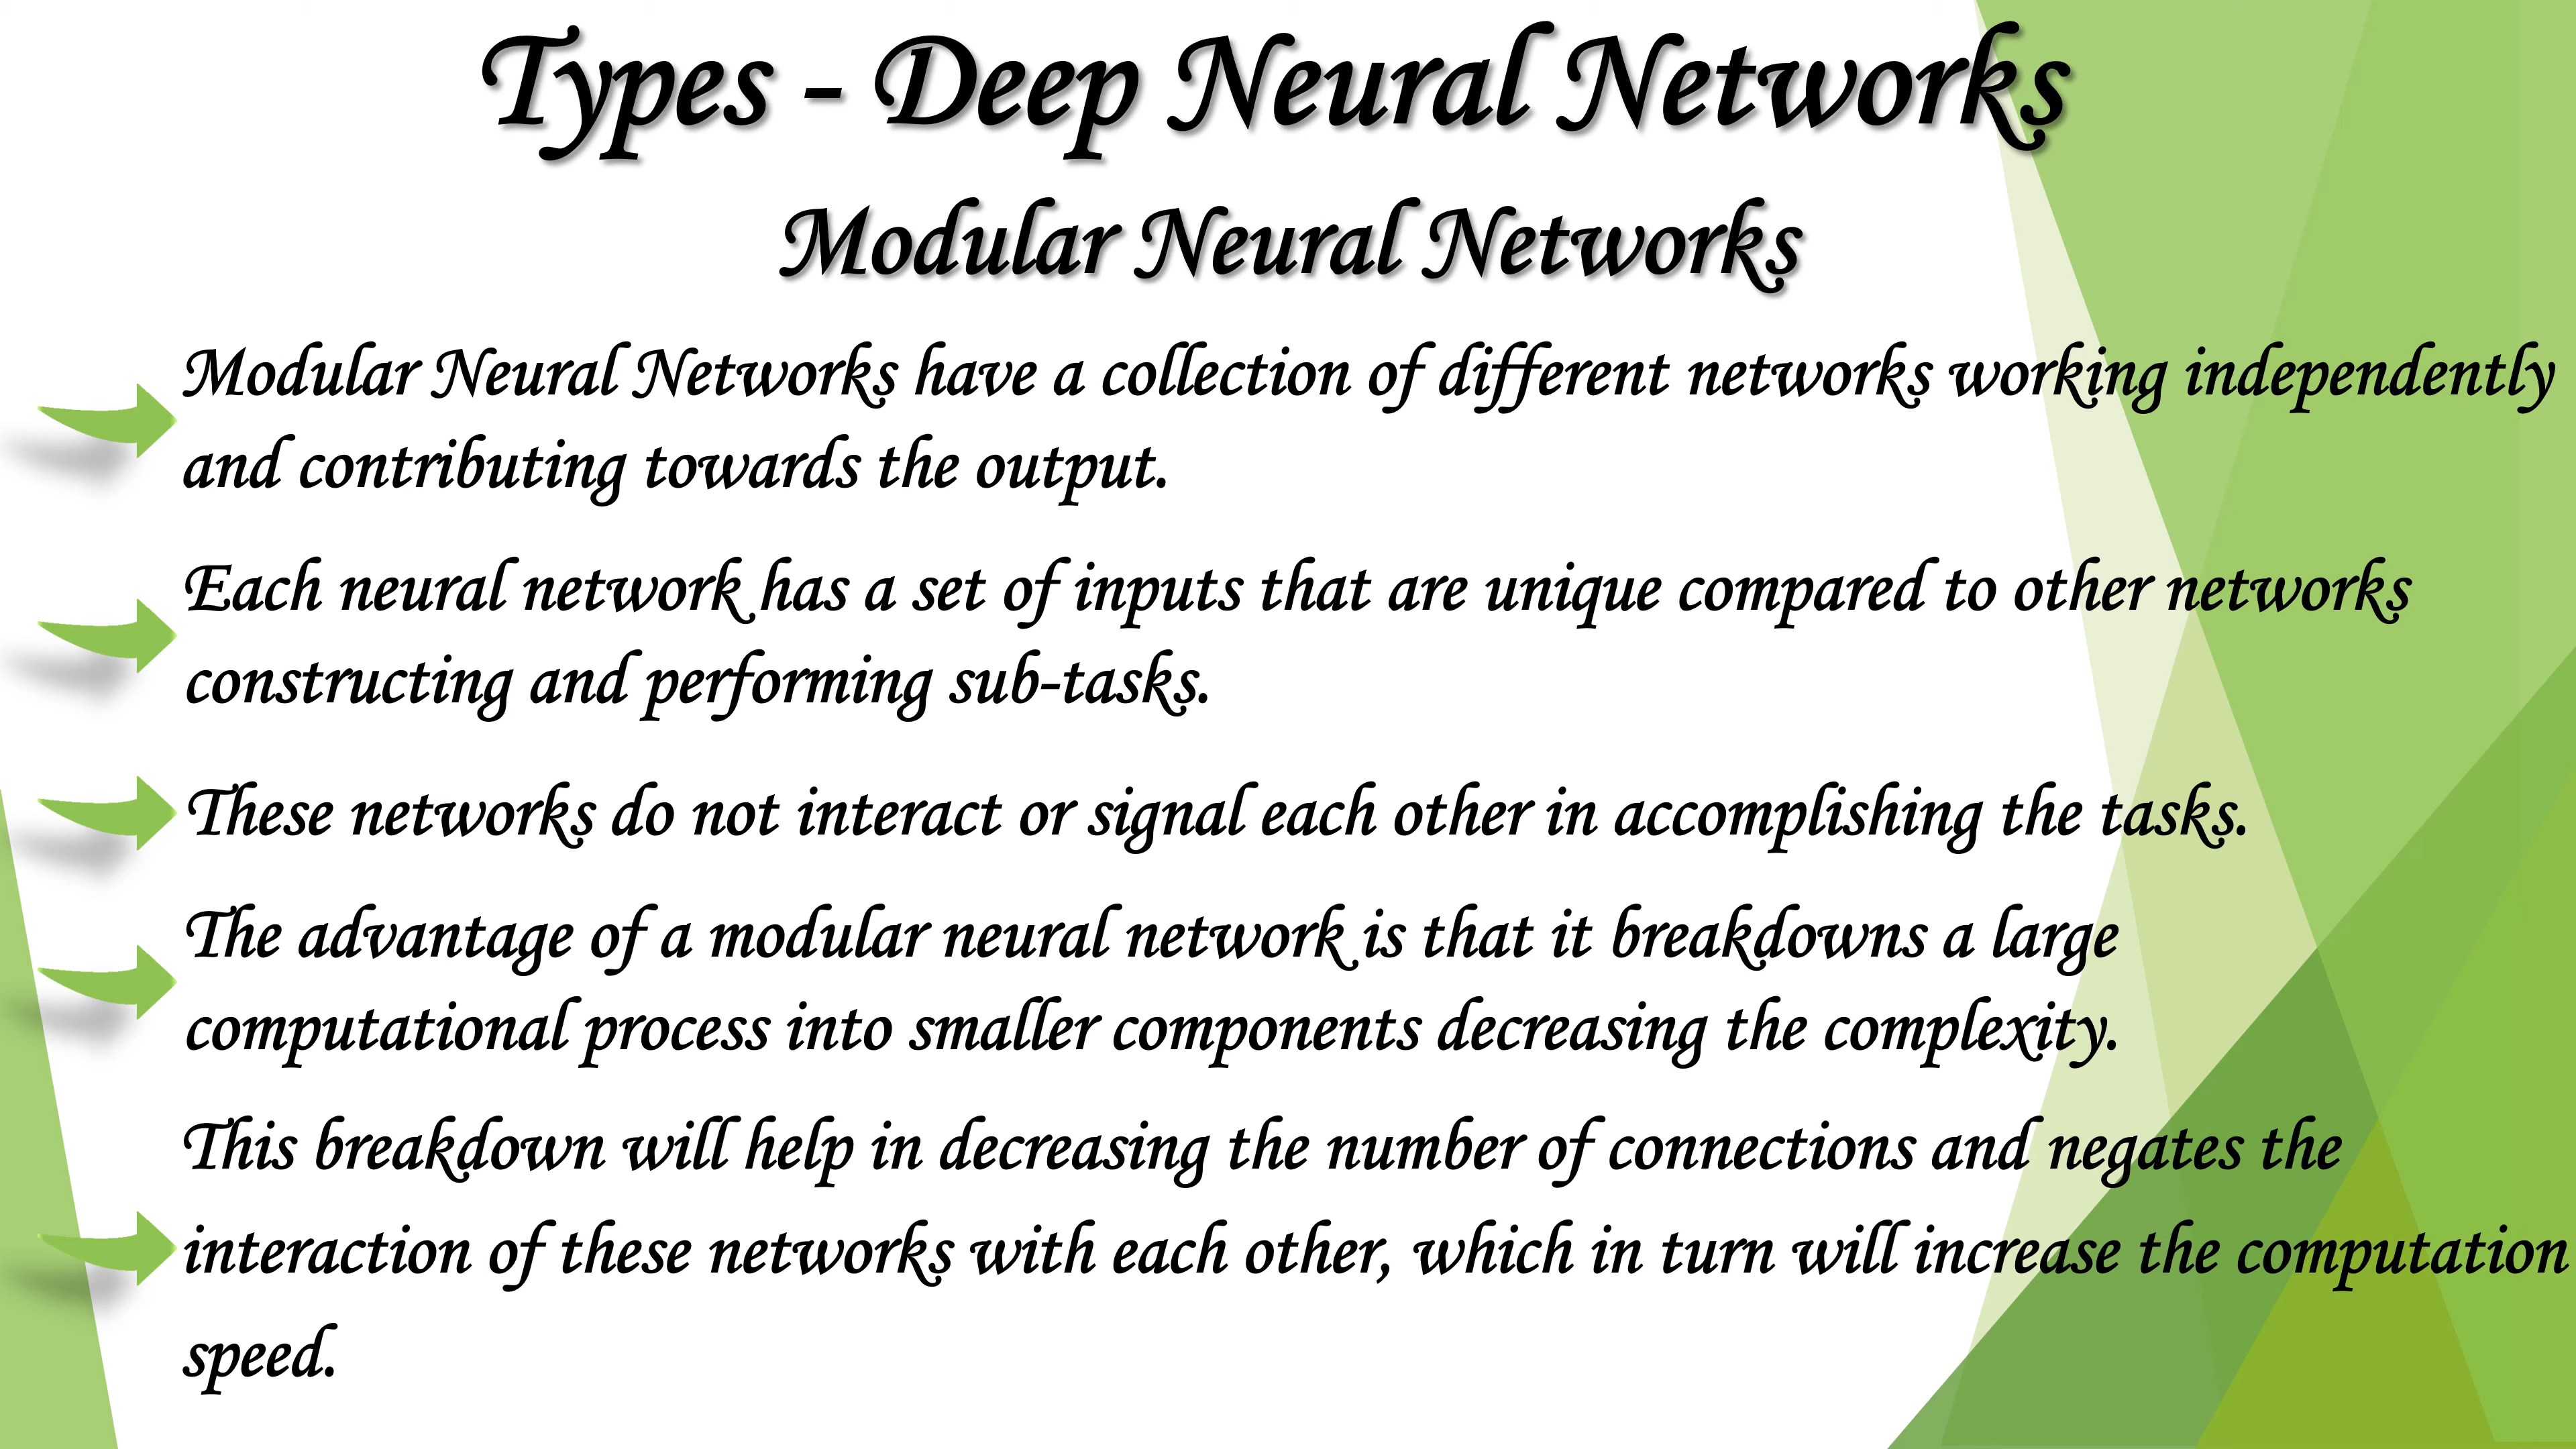 Types - Deep Neural Networks
Modular Neural Networks
Modular Neural Networks have a collection of different networks working independently
and contributing towards the output.
Each neural network has a set of inputs that are unique compared to other networks
constructing and performing sub-tasks.
These networks do not interact or signal each other in accomplishing the tasks.
The advantage of a modular neural network is that it breakdowns a large
computational process into smaller components decreasing the complexity.
This breakdown will help in decreasing the number of connections and negates the
interaction of these networks with each other, which in turn will increase the computation
speed.